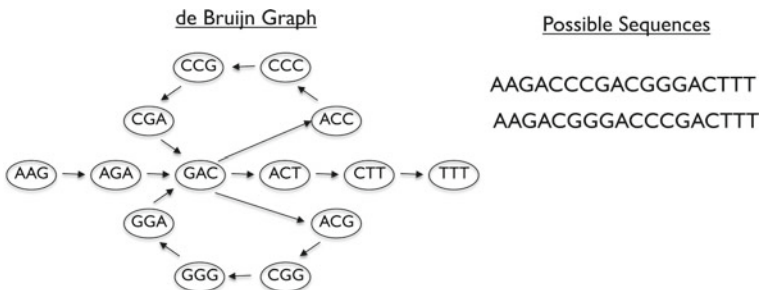 de Bruijn Graph
Possible Sequences
CCG
CCC
CGA
ACC
AAG
AGA
GAC
ACT
CTT
TTT
GGA
ACG
GGG
CGG
AAGACCCGACGGGACTTT
AAGACGGGACCCGACTTT